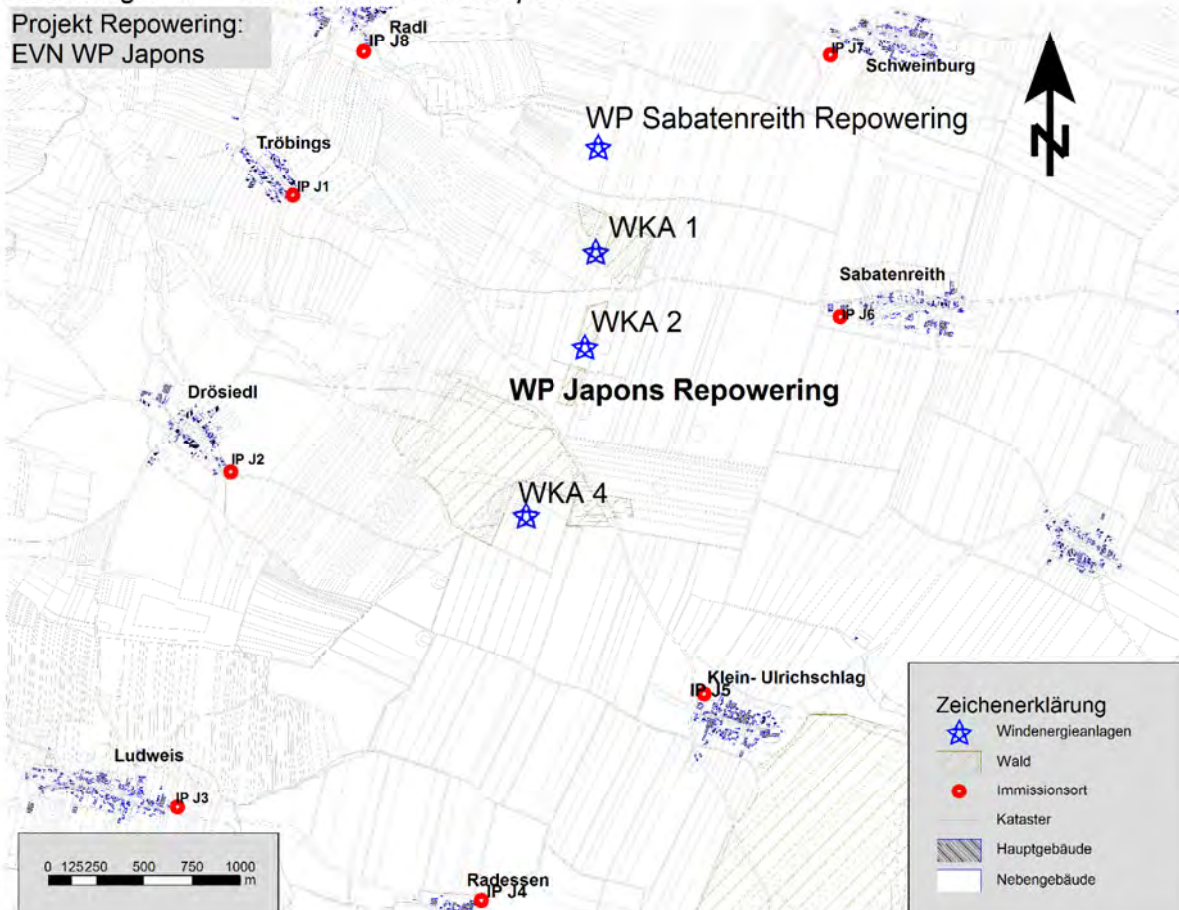 Projekt Repowering:
EVN WP Japons
Radl
IP J8
IP J7
Schweinburg
WP Sabatenreith Repowering
N
Tröbings
IP J1
WKA 1
Sabatenreith
IP J6
WKA 2
WP Japons Repowering
Drösiedl
IP J2
WKA 4
Klein- Ulrichschlag
IP J5
Ludweis
IP J3
Radessen
IP J4
0 125 250 500 750 1000
m
Zeichenerklärung
Windenergieanlagen
Wald
Immissionsort
Kataster
Hauptgebäude
Nebengebäude